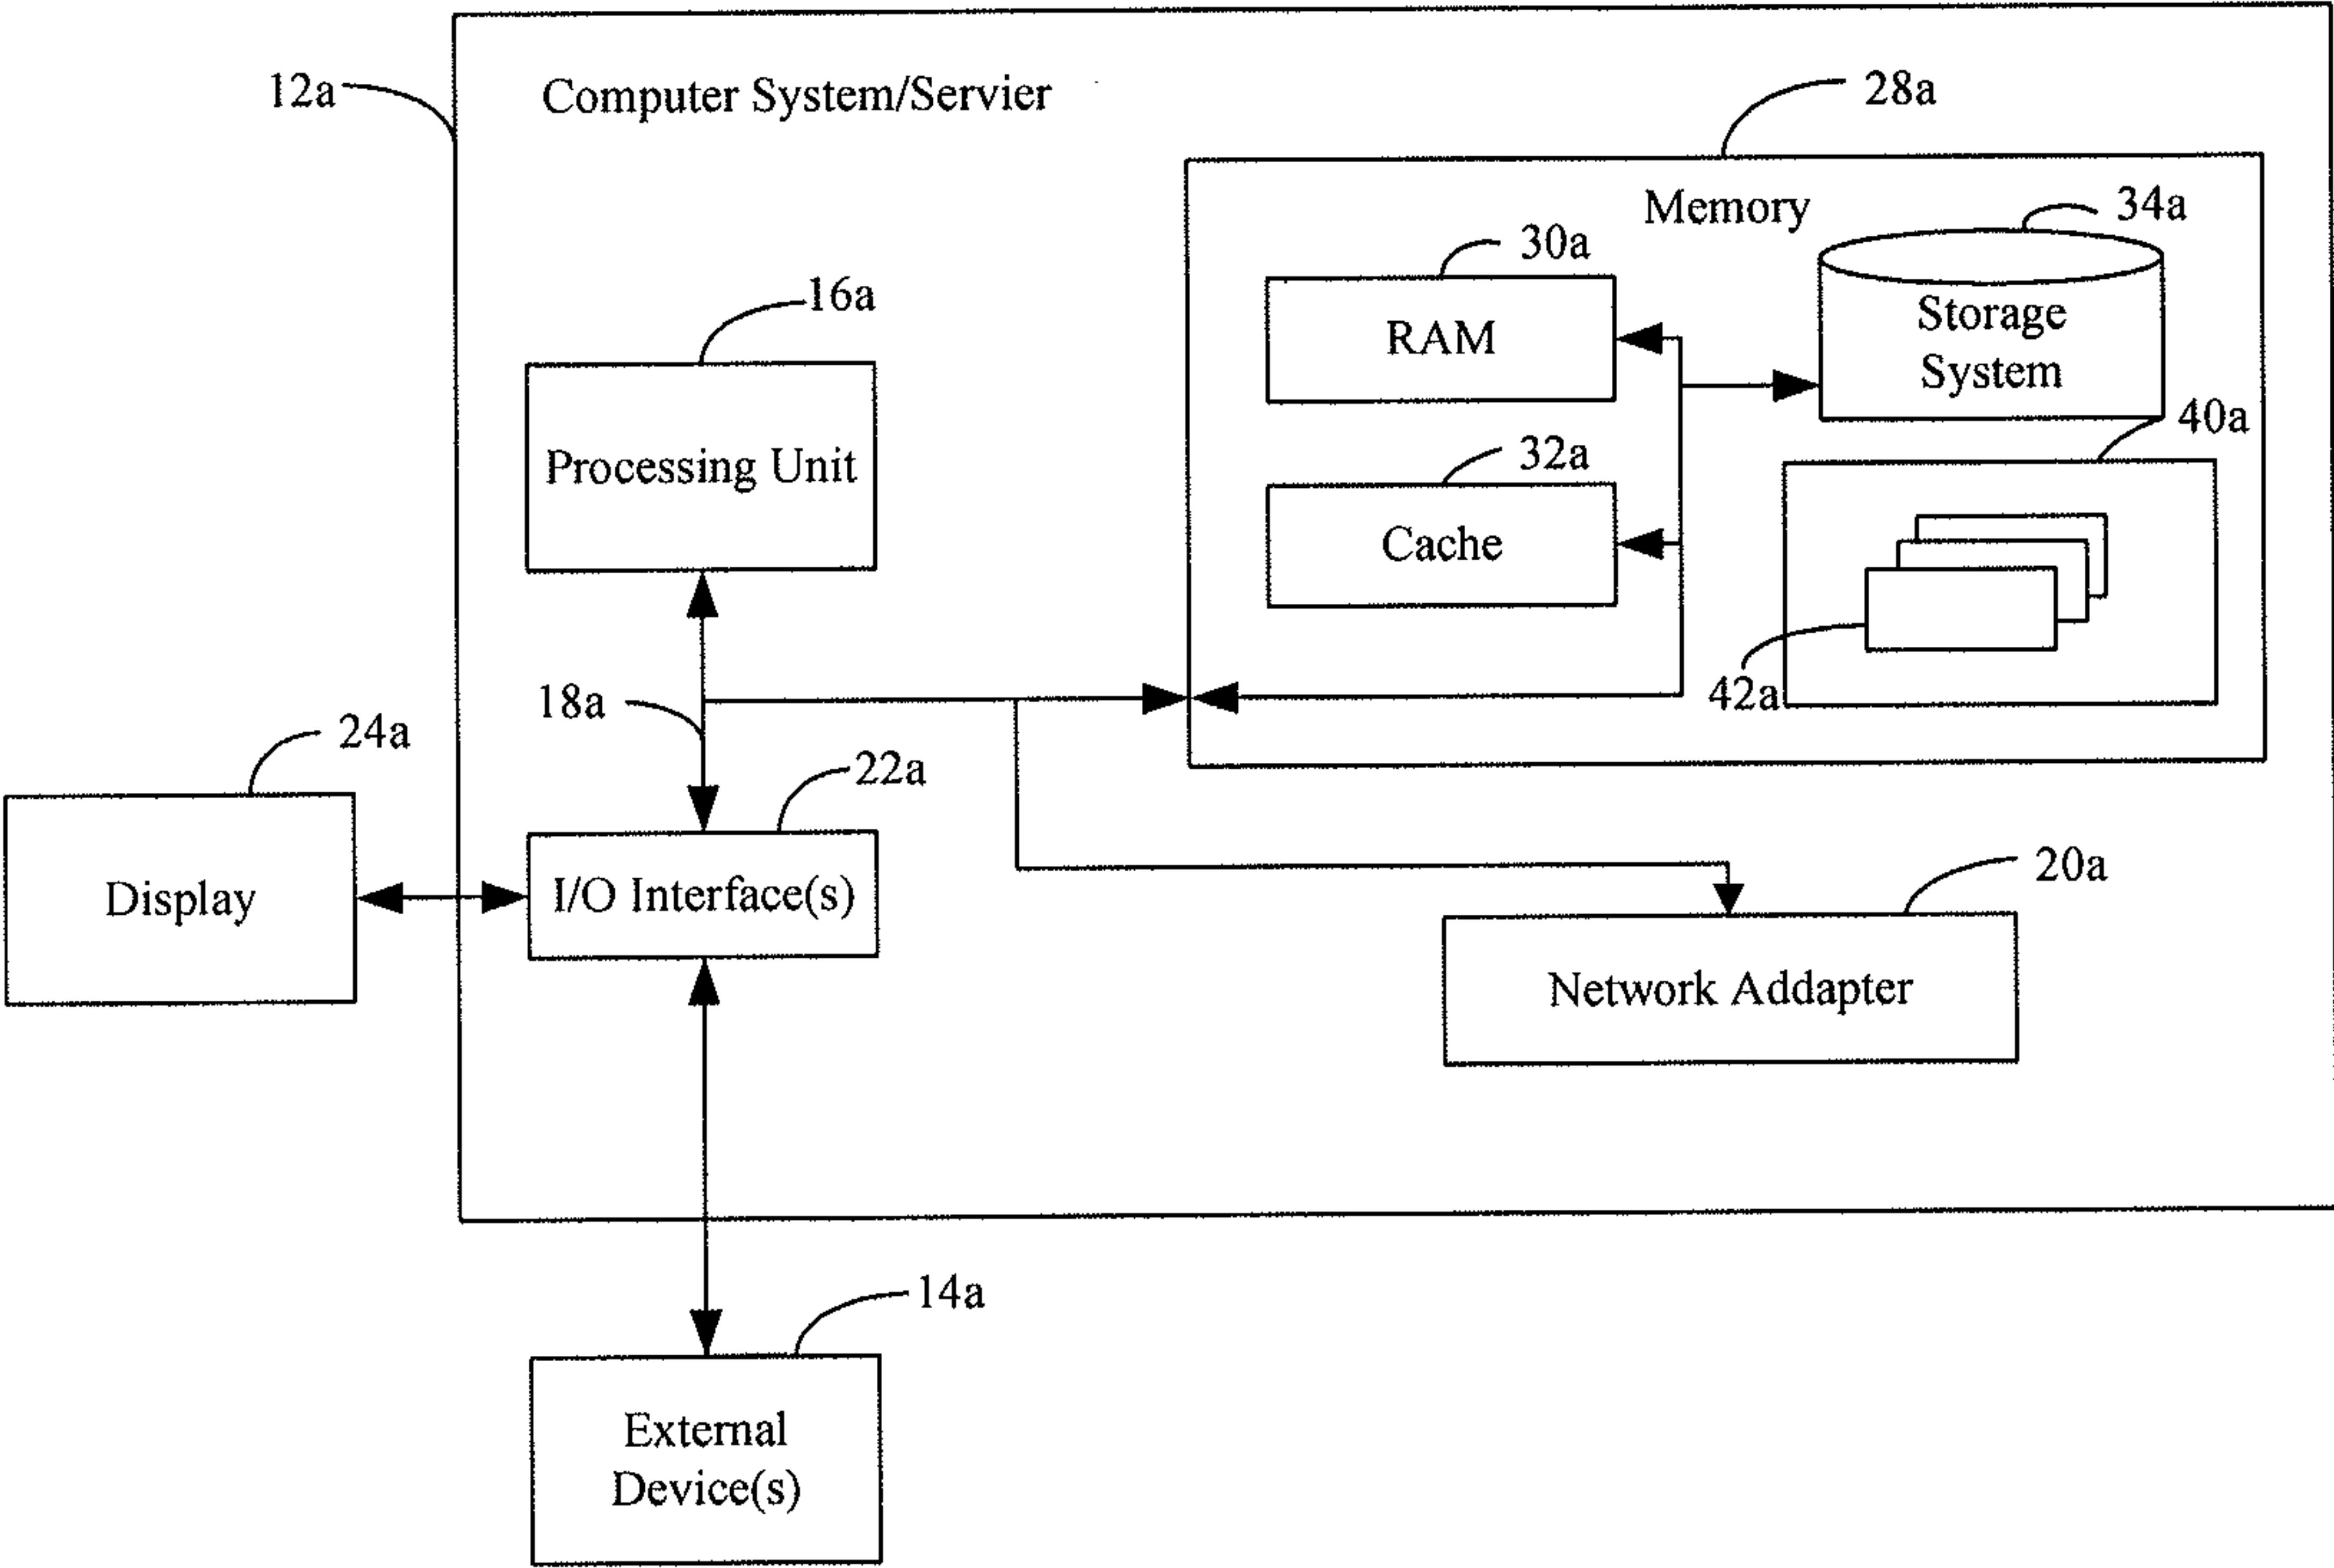 12a
Computer System/Servier
28a
Memory
34a
30a
16a
RAM
Storage
System
40a
Processing Unit
32a
Cache
18a
42a
24a
22a
Display
I/O Interface(s)
20a
Network Addapter
14a
External
Device(s)